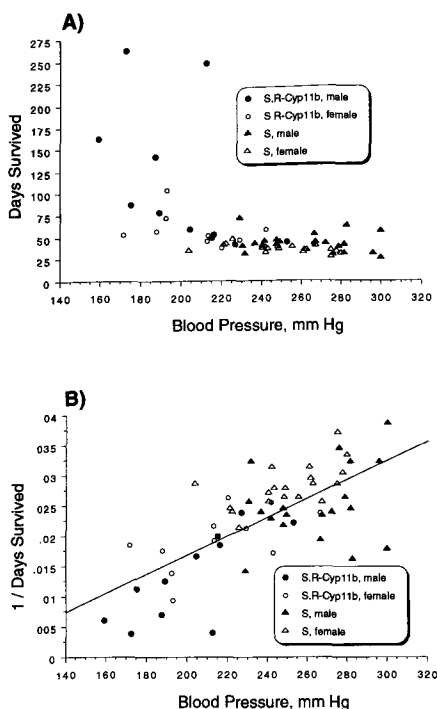 A)
275
250
225
200
175
150
125
100
75
50
25
0
Days Survived
S.R-Cyp11b, male
S R-Cyp11b, female
S, male
S, female
140 160 180 200 220 240 260 280 300 320
Blood Pressure, mm Hg
B)
04
035
.03
.025
.02
.015
.01
005
0
1 / Days Survived
S.R-Cyp11b, male
S.R-Cyp11b, female
S, male
S, female
140 160 180 200 220 240 260 280 300 320
Blood Pressure, mm Hg